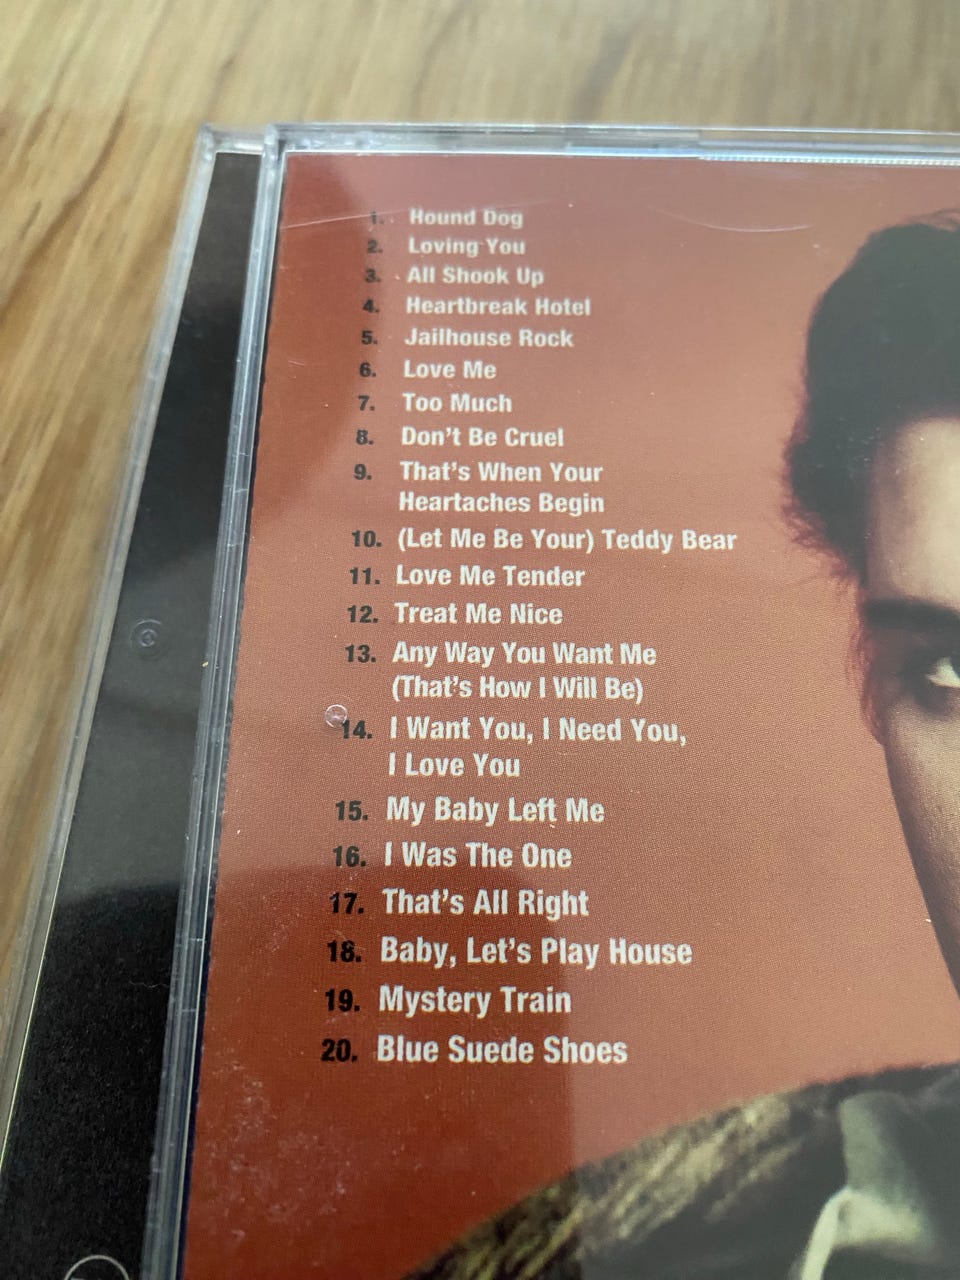 1. Hound Dog
2. Loving You
3. All Shook Up
4. Heartbreak Hotel
5. Jailhouse Rock
6. Love Me
7. Too Much
8. Don't Be Cruel
9. That's When Your
Heartaches Begin
10. (Let Me Be Your) Teddy Bear
11. Love Me Tender
12. Treat Me Nice
13. Any Way You Want Me
(That's How I Will Be)
14. I Want You, I Need You,
I Love You
15. My Baby Left Me
16. I Was The One
17. That's All Right
18. Baby, Let's Play House
19. Mystery Train
20. Blue Suede Shoes